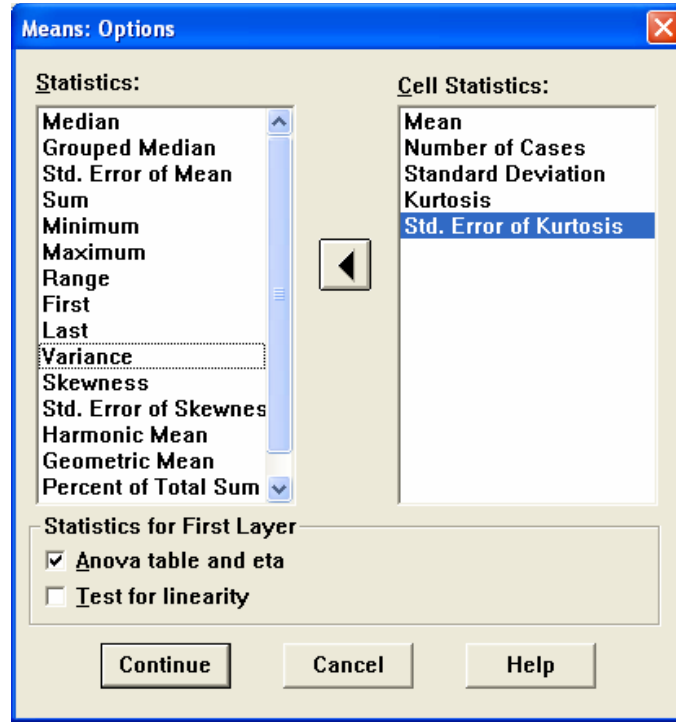 Means: Options
Statistics:
Median
Grouped Median
Std. Error of Mean
Sum
Minimum
Maximum
Range
First
Last
Variance
Skewness
Std. Error of Skewnes
Harmonic Mean
Geometric Mean
Percent of Total Sum
Cell Statistics:
Mean
Number of Cases
Standard Deviation
Kurtosis
Std. Error of Kurtosis
Statistics for First Layer
Anova table and eta
Test for linearity
Continue
Cancel
Help